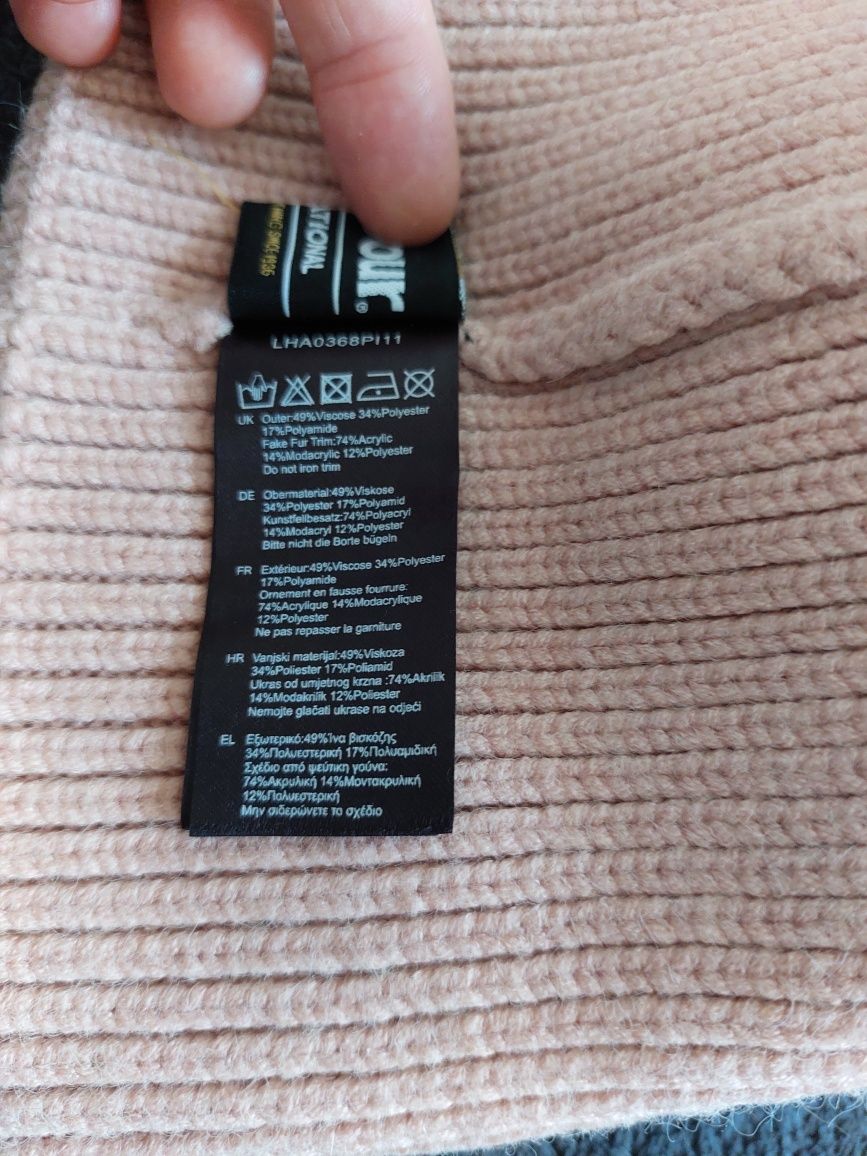 our®
ATIONAL
SINCE 1936
LHA0368PI11
UK Outer:49%Viscose 34%Polyester
17%Polyamide
Fake Fur Trim:74%Acrylic
14%Modacrylic 12%Polyester
Do not iron trim
DE Obermaterial:49%Viskose
34%Polyester 17%Polyamid
Kunstfellbesatz:74%Polyacryl
14%Modacryl 12%Polyester
Bitte nicht die Borte bügeln
FR Extérieur:49%Viscose 34%Polyester
17%Polyamide
Ornement en fausse fourrure:
74%Acrylique 14%Modacrylique
12%Polyester
Ne pas repasser la garniture
HR Vanjski materijal:49%Viskoza
34%Poliester 17%Poliamid
Ukras od umjetnog krzna :74%Akrilik
14%Modakrilik 12%Poliester
Nemojte glačati ukrase na odjeći
EL Εξωτερικό:49%Ίνα βισκόζης
34%Πολυεστερική 17%Πολυαμιδική
Σχέδιο από ψεύτικη γούνα:
74%Ακρυλική 14%Μοντακρυλική
12%Πολυεστερική
Μην σιδερώνετε το σχέδιο